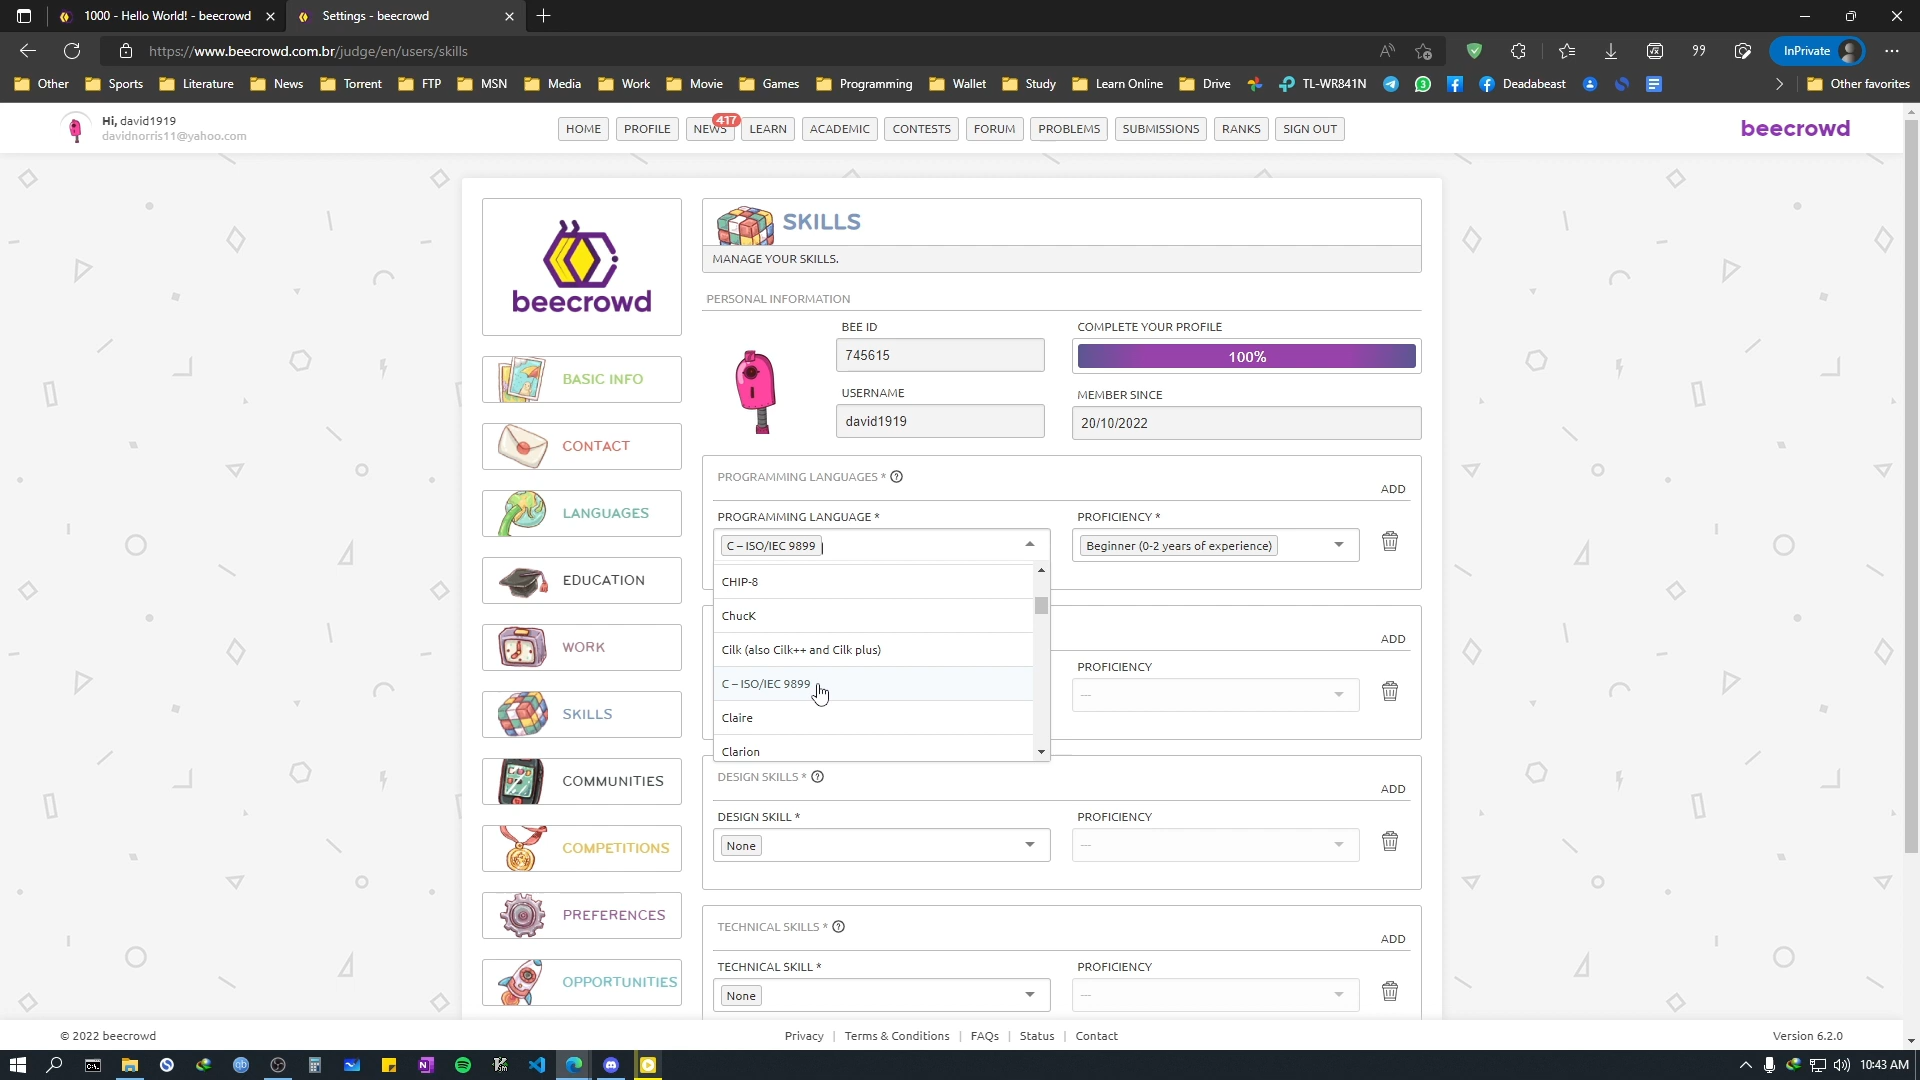 1000 - Hello World! - beecrowd
Settings - beecrowd
https://www.beecrowd.com.br/judge/en/users/skills
InPrivate
Other
Sports
Literature
News
Torrent
FTP
MSN
Media
Work
Movie
Games
Programming
Wallet
Study
Learn Online
Drive
TL-WR841N
Deadabeast
Other favorites
Hi, david1919
davidnorris11@yahoo.com
HOME
PROFILE
NEWS
417
LEARN
ACADEMIC
CONTESTS
FORUM
PROBLEMS
SUBMISSIONS
RANKS
SIGN OUT
beecrowd
beecrowd
BASIC INFO
CONTACT
LANGUAGES
EDUCATION
WORK
SKILLS
COMMUNITIES
COMPETITIONS
PREFERENCES
OPPORTUNITIES
SKILLS
MANAGE YOUR SKILLS.
PERSONAL INFORMATION
BEE ID
745615
COMPLETE YOUR PROFILE
100%
USERNAME
david1919
MEMBER SINCE
20/10/2022
PROGRAMMING LANGUAGES *
ADD
PROGRAMMING LANGUAGE *
C – ISO/IEC 9899
PROFICIENCY *
Beginner (0-2 years of experience)
CHIP-8
ChucK
Cilk (also Cilk++ and Cilk plus)
C – ISO/IEC 9899
Claire
Clarion
ADD
PROFICIENCY
---
DESIGN SKILLS *
ADD
DESIGN SKILL *
None
PROFICIENCY
---
TECHNICAL SKILLS *
ADD
TECHNICAL SKILL *
None
PROFICIENCY
---
© 2022 beecrowd
Privacy | Terms & Conditions | FAQs | Status | Contact
Version 6.2.0
10:43 AM